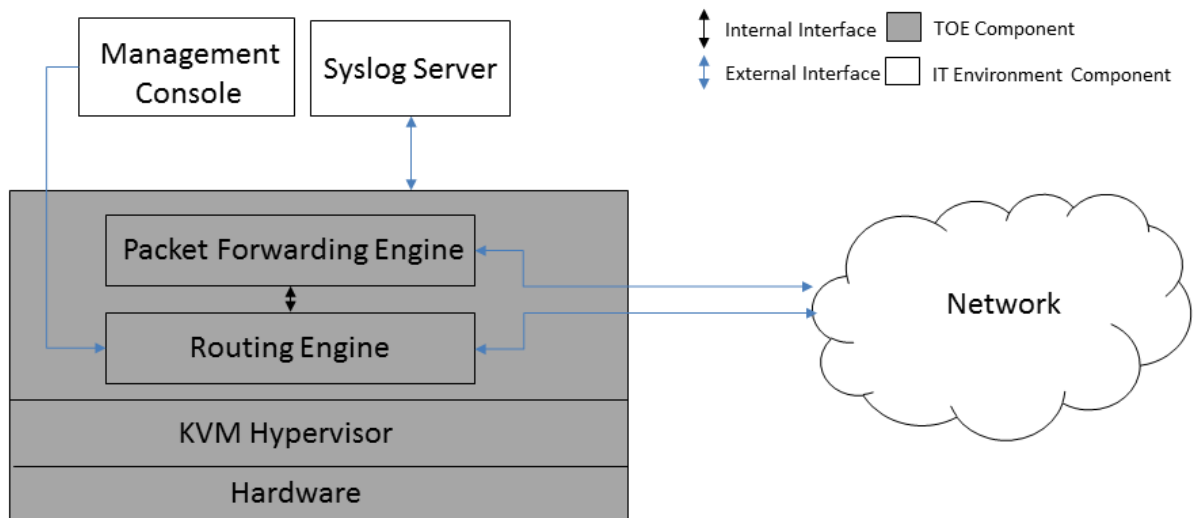 Management
Console
Syslog Server
Internal Interface
TOE Component
External Interface
IT Environment Component
Packet Forwarding Engine
Routing Engine
Network
KVM Hypervisor
Hardware